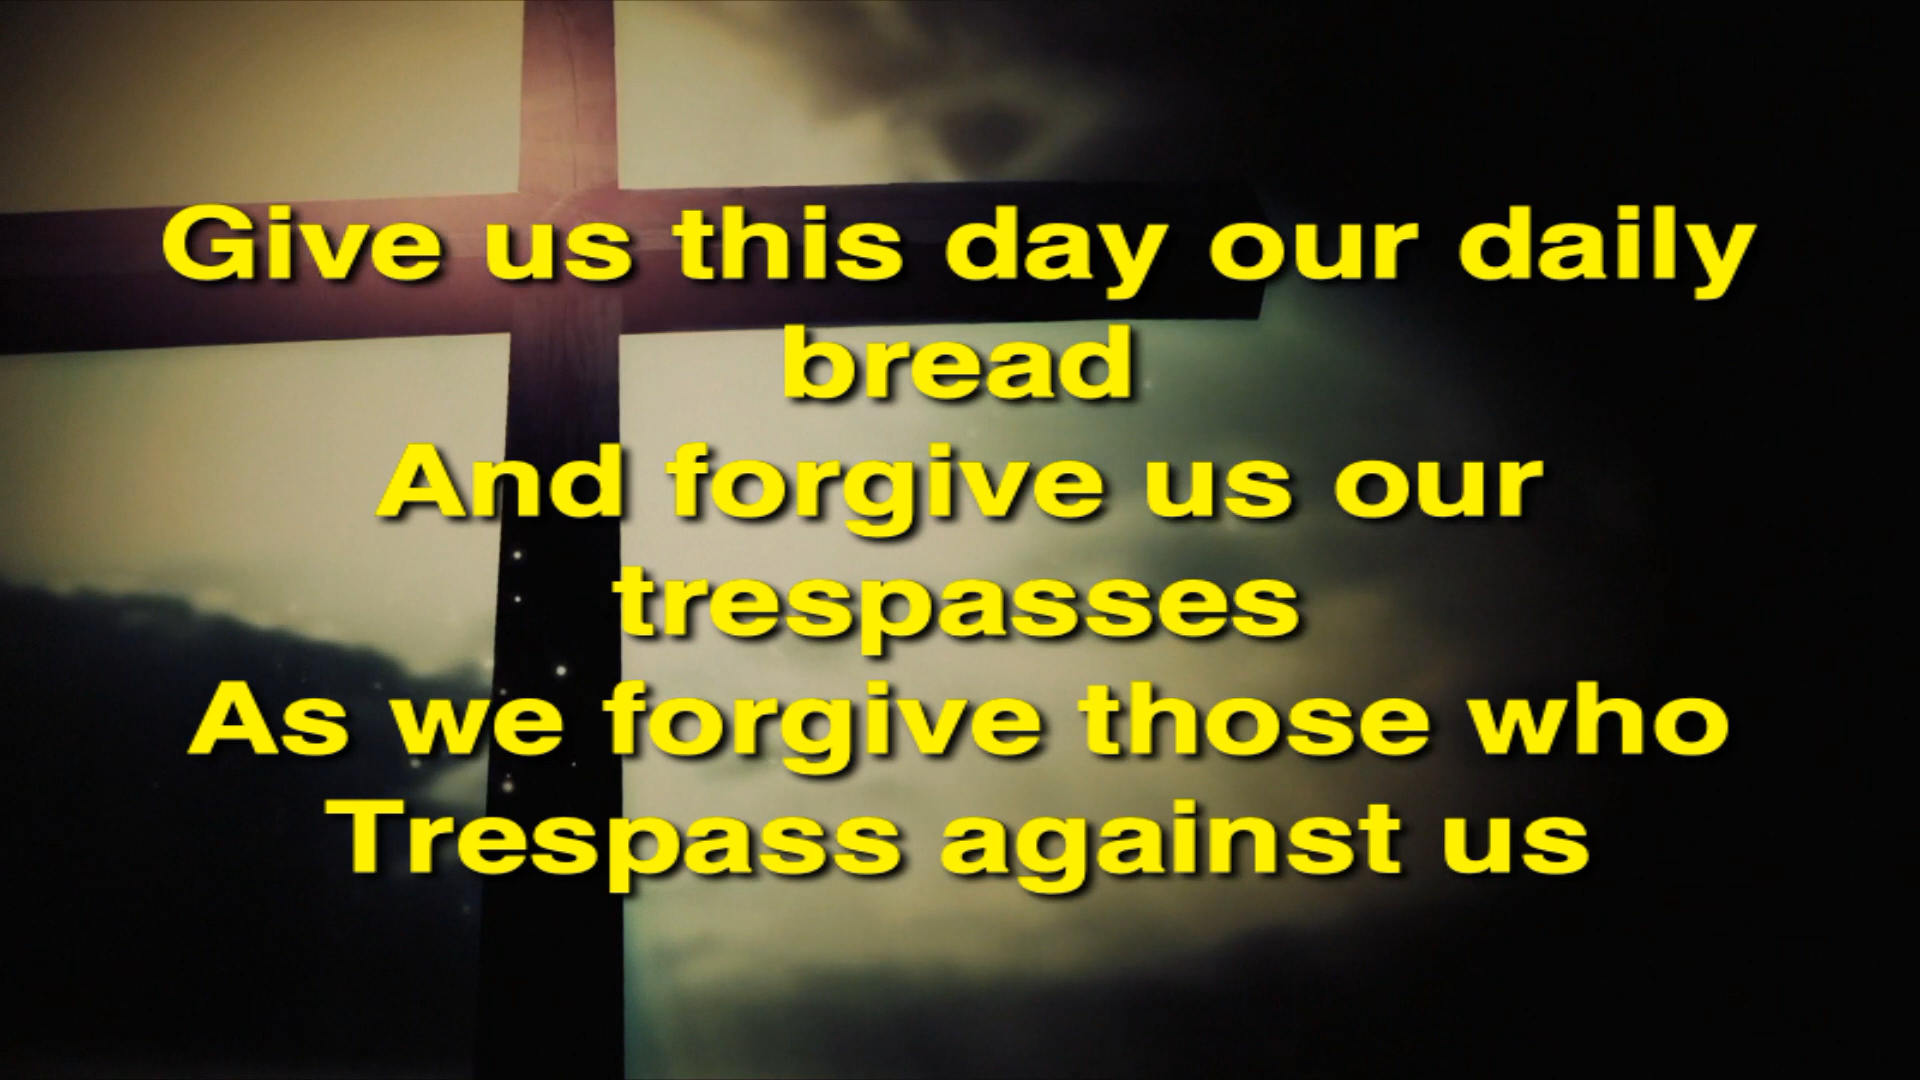 Give us this day our daily
bread
And forgive us our
trespasses
As we forgive those who
Trespass against us